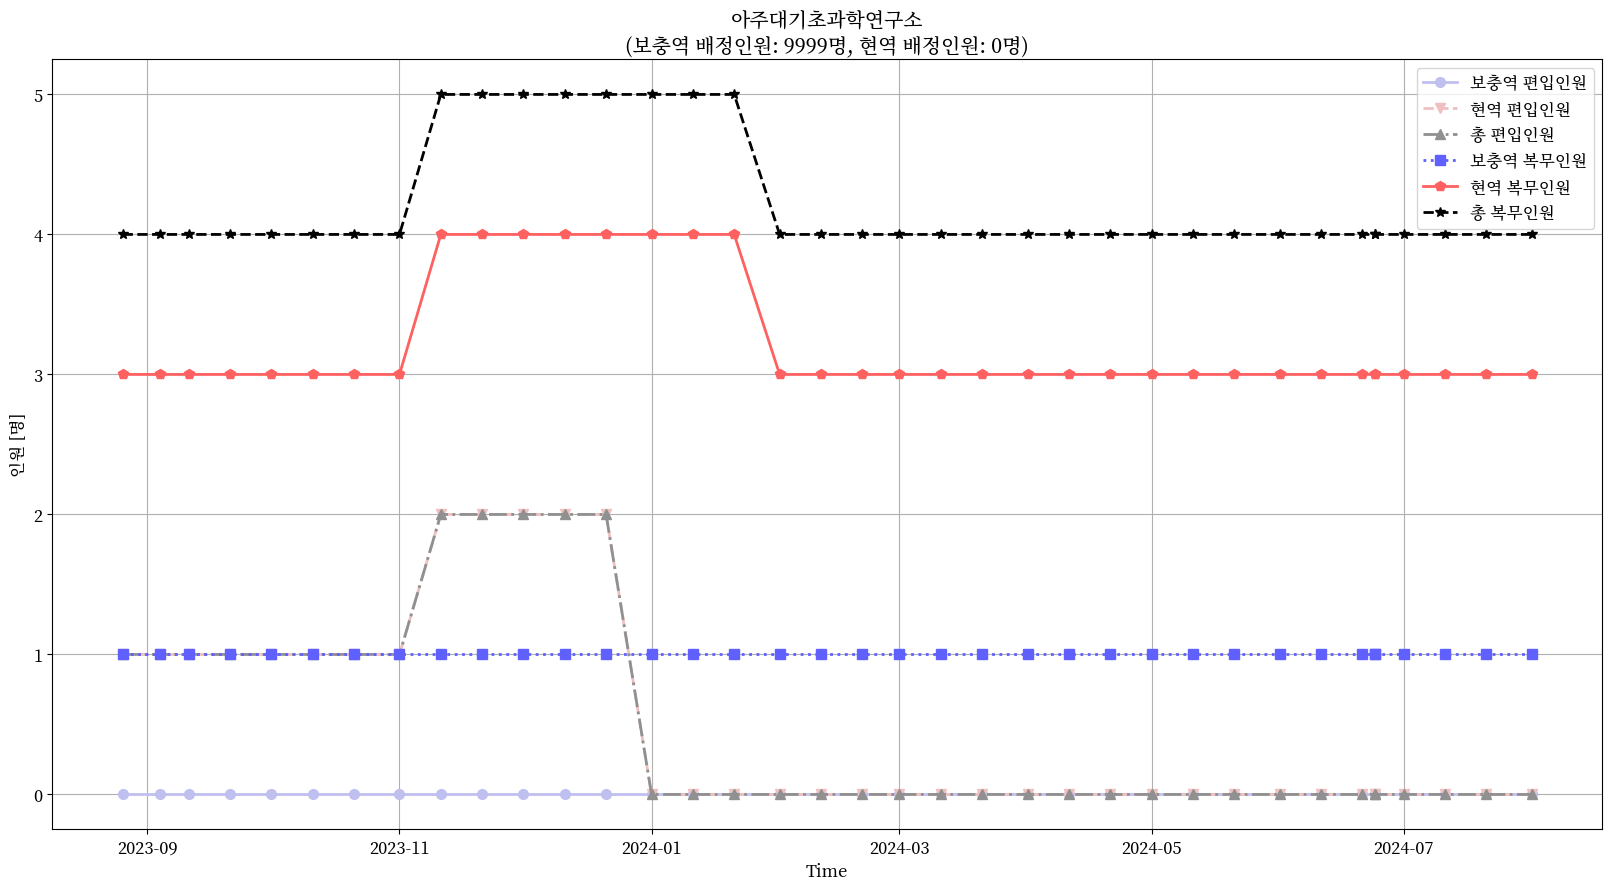 아주대기초과학연구소
(보충역 배정인원: 9999명, 현역 배정인원: 0명)
보충역 편입인원
현역 편입인원
총 편입인원
보충역 복무인원
현역 복무인원
총 복무인원
5
4
3
2
1
0
인원 [명]
2023-09
2023-11
2024-01
2024-03
2024-05
2024-07
Time